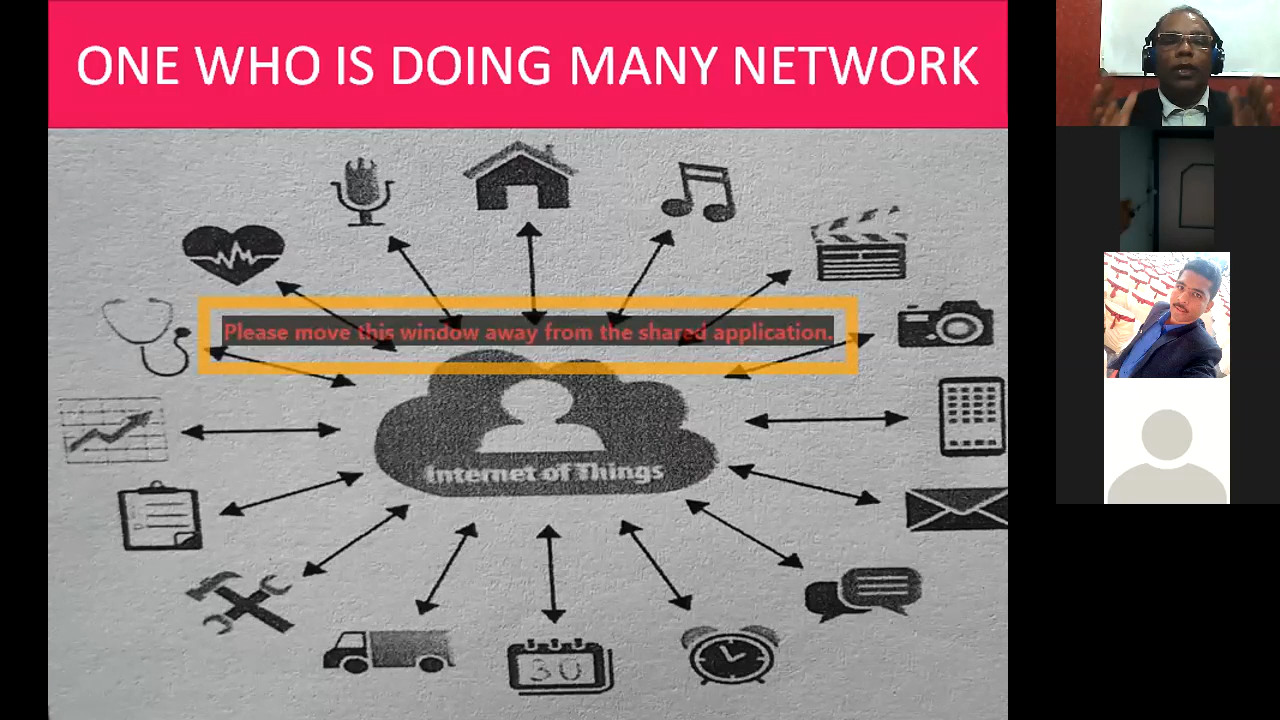 ONE WHO IS DOING MANY NETWORK
Please move this window away from the shared application.
Internet of Things
30